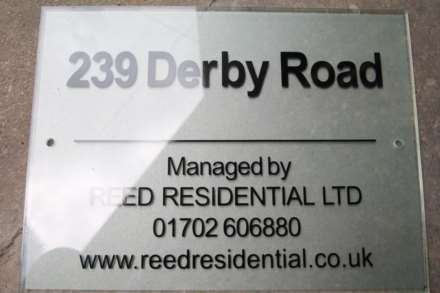 239 Derby Road
Managed by
REED RESIDENTIAL LTD
01702 606880
www.reedresidential.co.uk